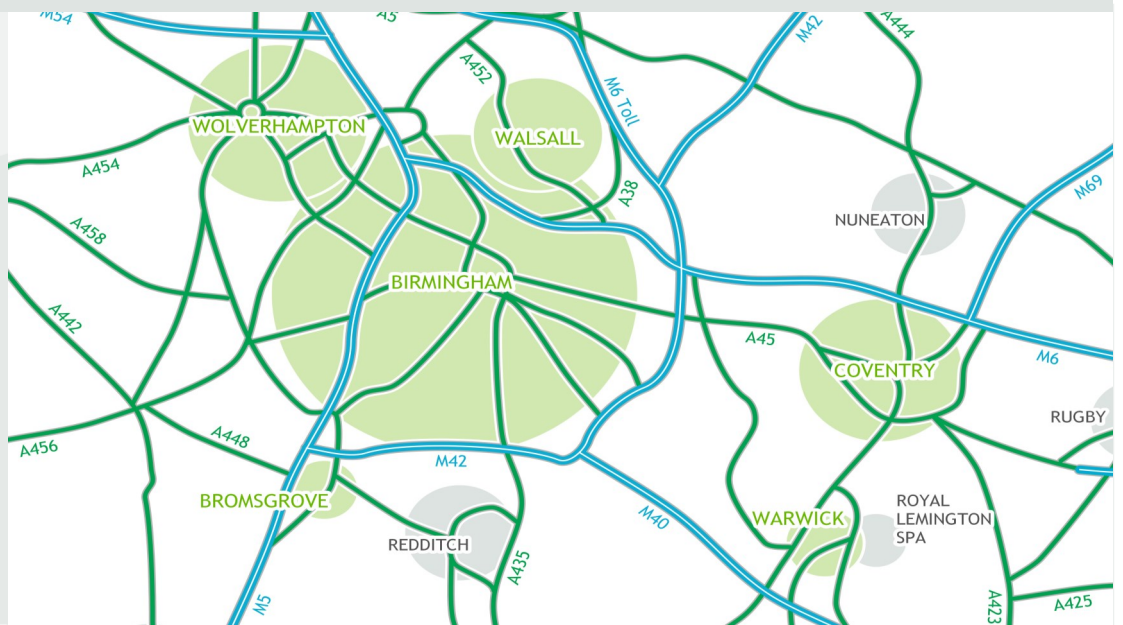 M54
A5
A444
M42
A452
M6 Toll
WOLVERHAMPTON
WALSALL
A454
A38
M69
NUNEATON
A458
BIRMINGHAM
A442
A45
M6
COVENTRY
RUGBY
A448
A456
M42
BROMSGROVE
M40
WARWICK
ROYAL
LEMINGTON
SPA
REDDITCH
A435
M5
A423
A425